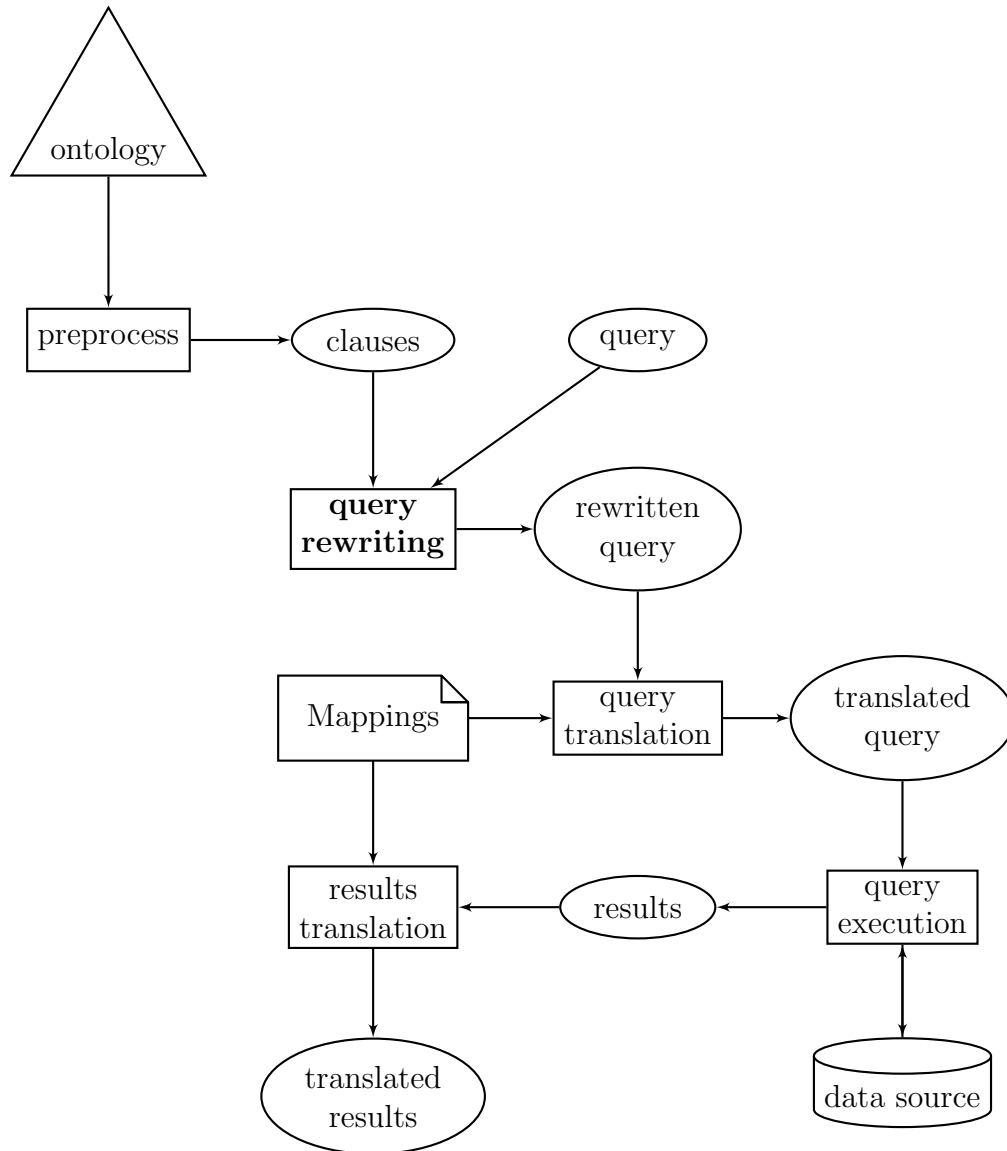 ontology
preprocess
clauses
query
query
rewriting
rewritten
query
Mappings
query
translation
translated
query
results
translation
results
query
execution
translated
results
data source